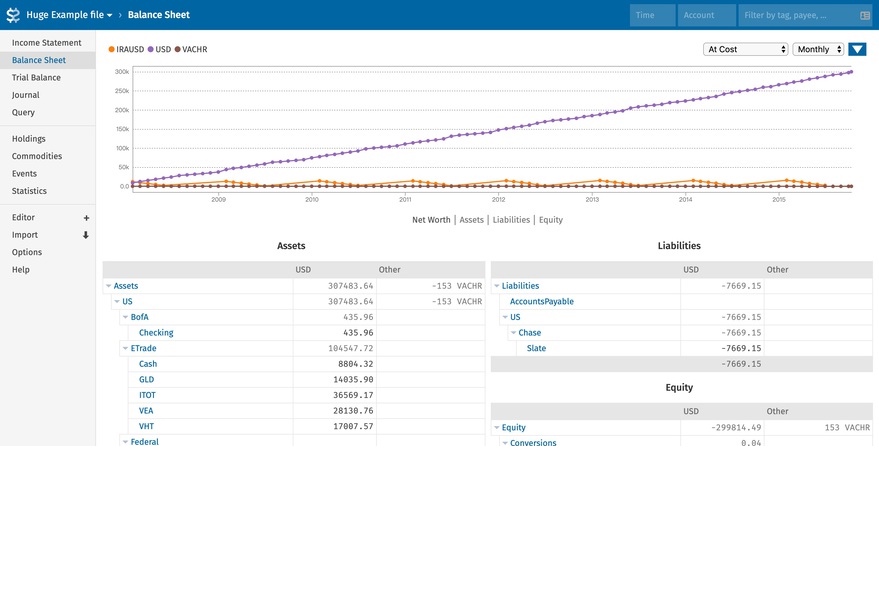 Huge Example file › Balance Sheet
Time
Account
Filter by tag, payee, ...
Income Statement
Balance Sheet
Trial Balance
Journal
Query
Holdings
Commodities
Events
Statistics
Editor +
Import
Options
Help
IRAUSD USD VACHR
At Cost
Monthly
300k
250k
200k
150k
100k
50k
0.0
2009 2010 2011 2012 2013 2014 2015
Net Worth | Assets | Liabilities | Equity
Assets
USD Other
Assets 307483.64 -153 VACHR
US 307483.64 -153 VACHR
BofA 435.96
Checking 435.96
ETrade 104547.72
Cash 8804.32
GLD 14035.90
ITOT 36569.17
VEA 28130.76
VHT 17007.57
Federal
Liabilities
USD Other
Liabilities -7669.15
AccountsPayable
US -7669.15
Chase -7669.15
Slate -7669.15
-7669.15
Equity
USD Other
Equity -299814.49 153 VACHR
Conversions 0.04